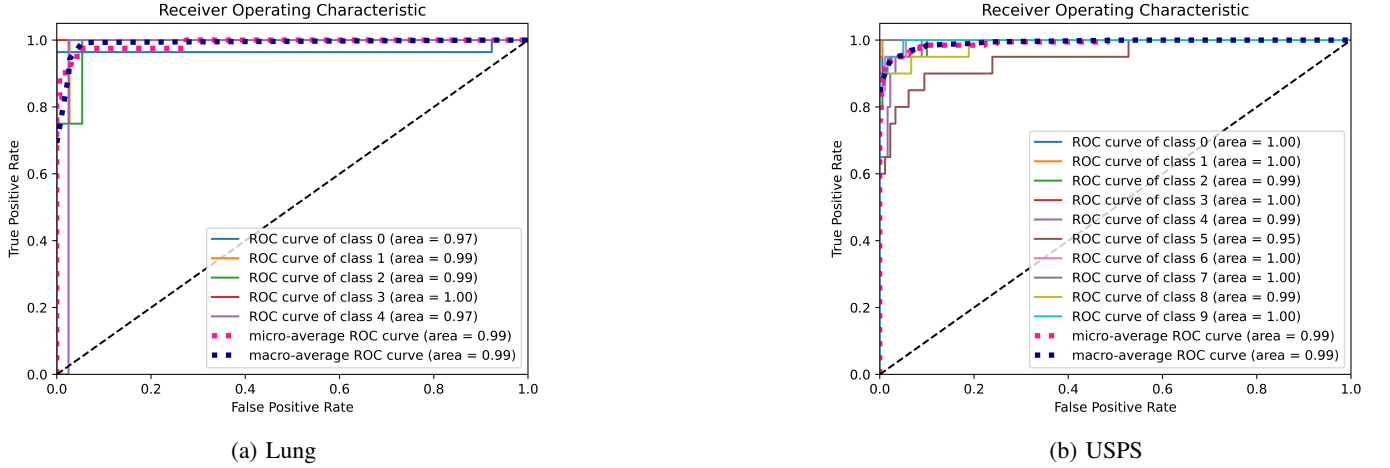 Receiver Operating Characteristic
True Positive Rate
1.0
0.8
0.6
0.4
0.2
0.0
ROC curve of class 0 (area = 0.97)
ROC curve of class 1 (area = 0.99)
ROC curve of class 2 (area = 0.99)
ROC curve of class 3 (area = 1.00)
ROC curve of class 4 (area = 0.97)
micro-average ROC curve (area = 0.99)
macro-average ROC curve (area = 0.99)
0.0 0.2 0.4 0.6 0.8 1.0
False Positive Rate
(a) Lung
Receiver Operating Characteristic
True Positive Rate
1.0
0.8
0.6
0.4
0.2
0.0
ROC curve of class 0 (area = 1.00)
ROC curve of class 1 (area = 1.00)
ROC curve of class 2 (area = 0.99)
ROC curve of class 3 (area = 1.00)
ROC curve of class 4 (area = 0.99)
ROC curve of class 5 (area = 0.95)
ROC curve of class 6 (area = 1.00)
ROC curve of class 7 (area = 1.00)
ROC curve of class 8 (area = 0.99)
ROC curve of class 9 (area = 1.00)
micro-average ROC curve (area = 0.99)
macro-average ROC curve (area = 0.99)
0.0 0.2 0.4 0.6 0.8 1.0
False Positive Rate
(b) USPS